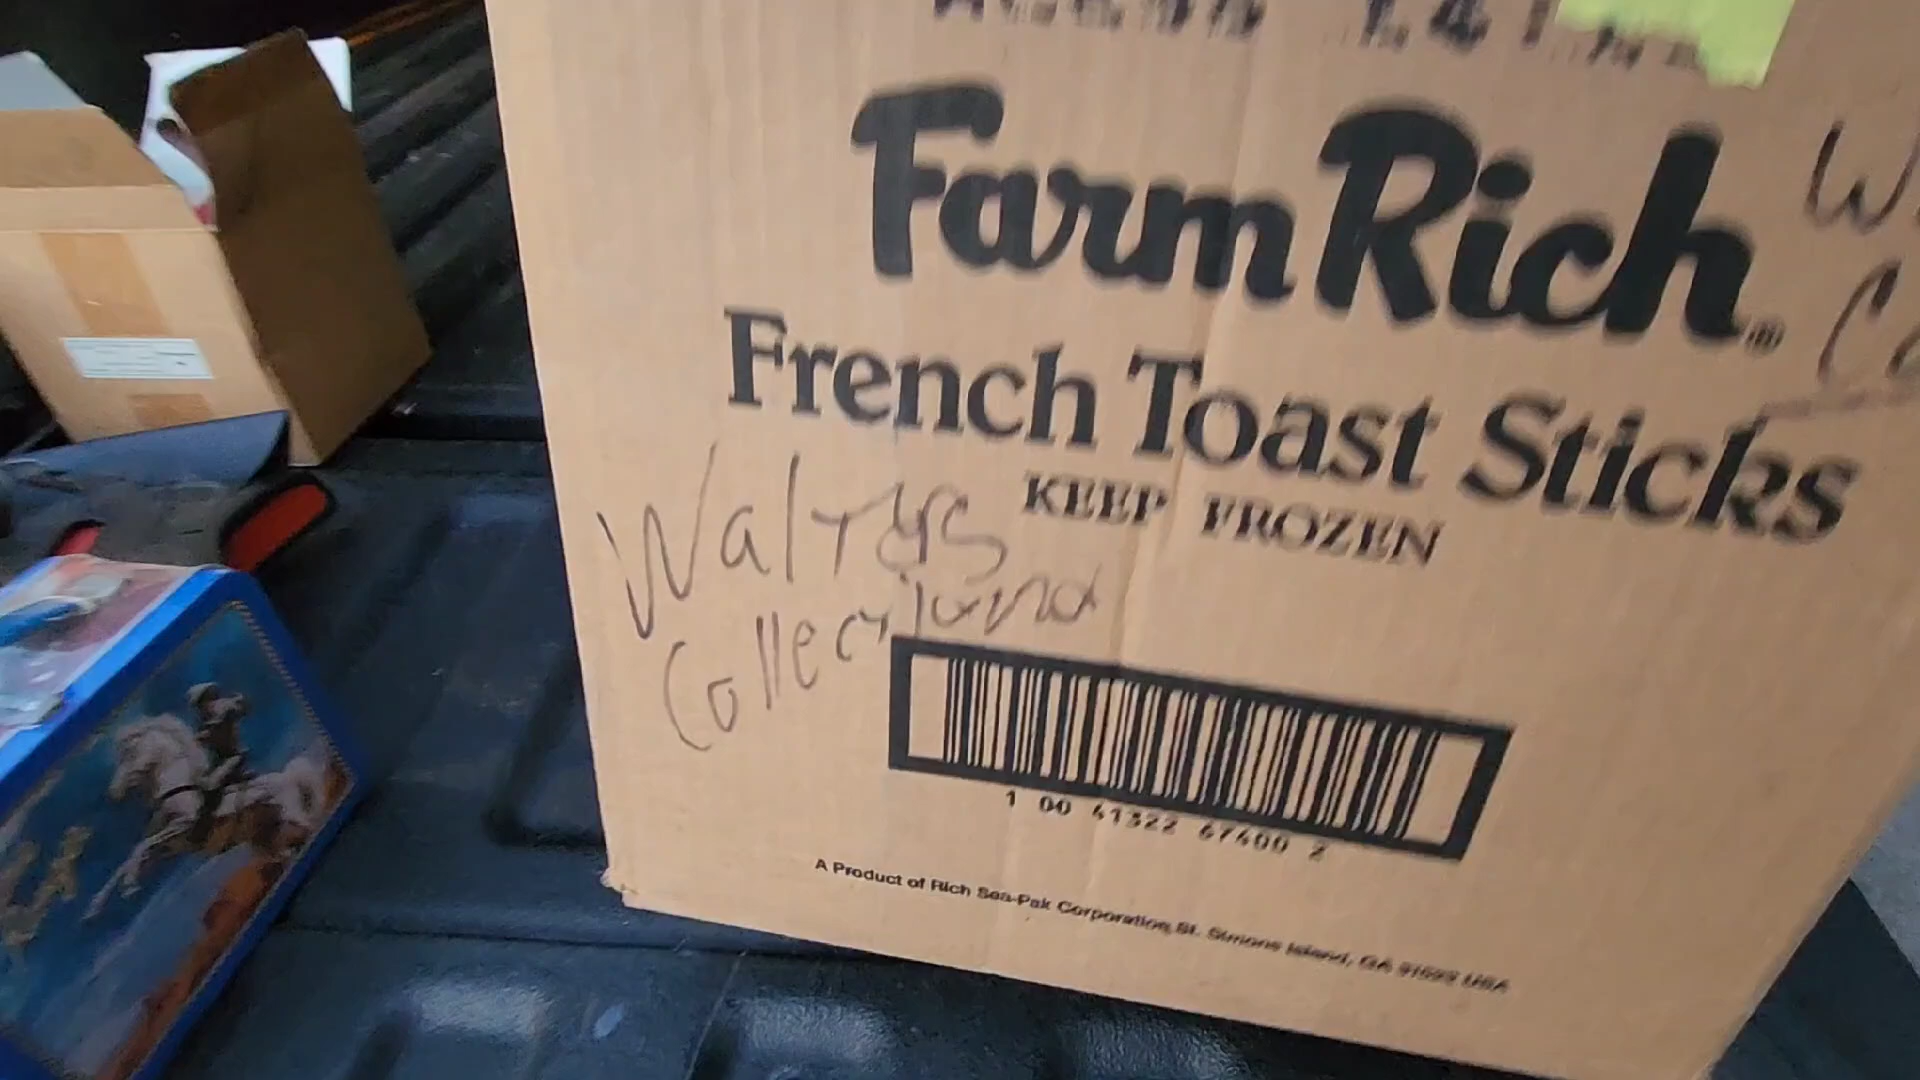 Farm Rich®
French Toast Sticks
KEEP FROZEN
Walters
1 00 41322 67400 2
A Product of Rich Sea-Pak Corporation, St. Simons Island, GA USA